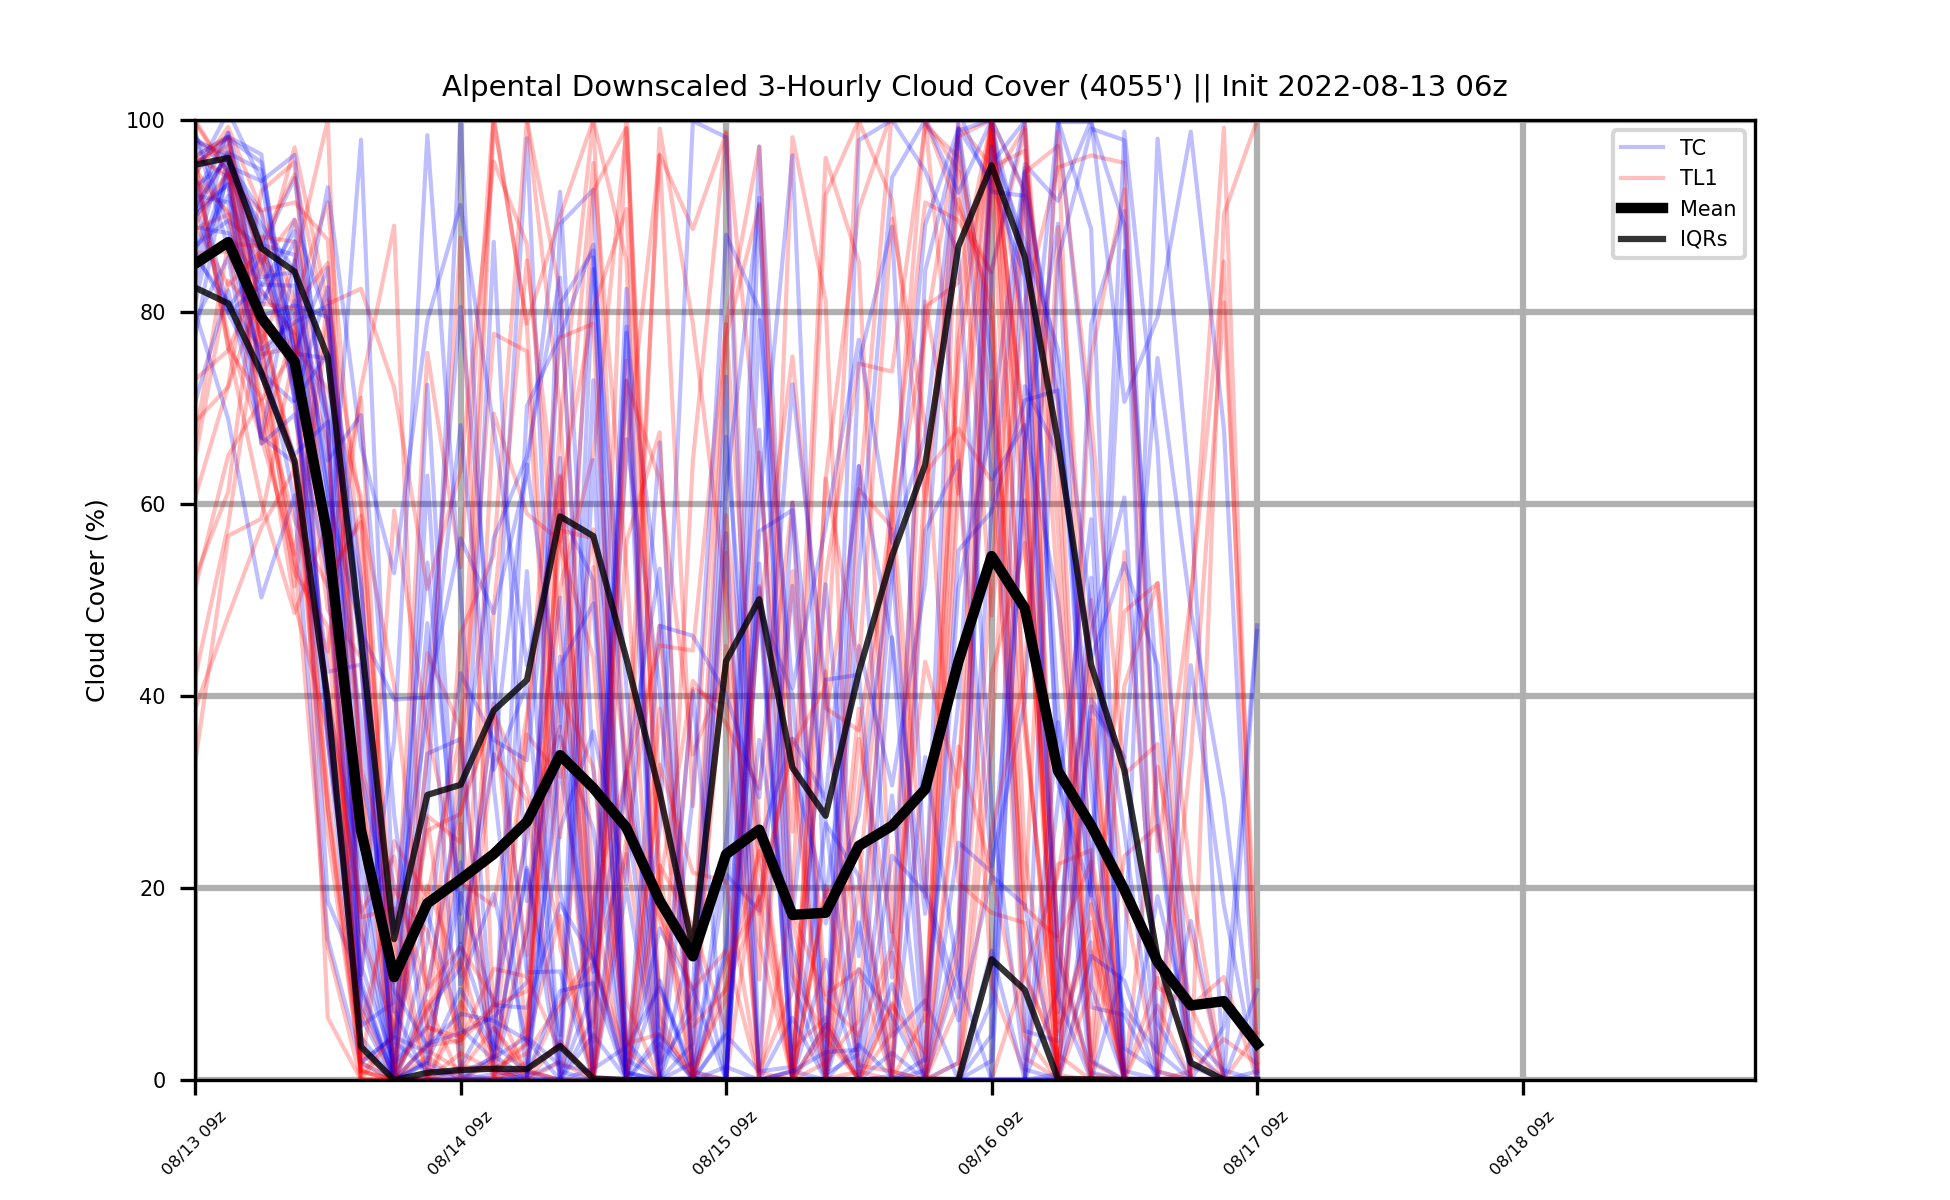 Alpental Downscaled 3-Hourly Cloud Cover (4055') || Init 2022-08-13 06z
Cloud Cover (%)
100
80
60
40
20
0
TC
TL1
Mean
IQRs
08/13 09z
08/14 09z
08/15 09z
08/16 09z
08/17 09z
08/18 09z